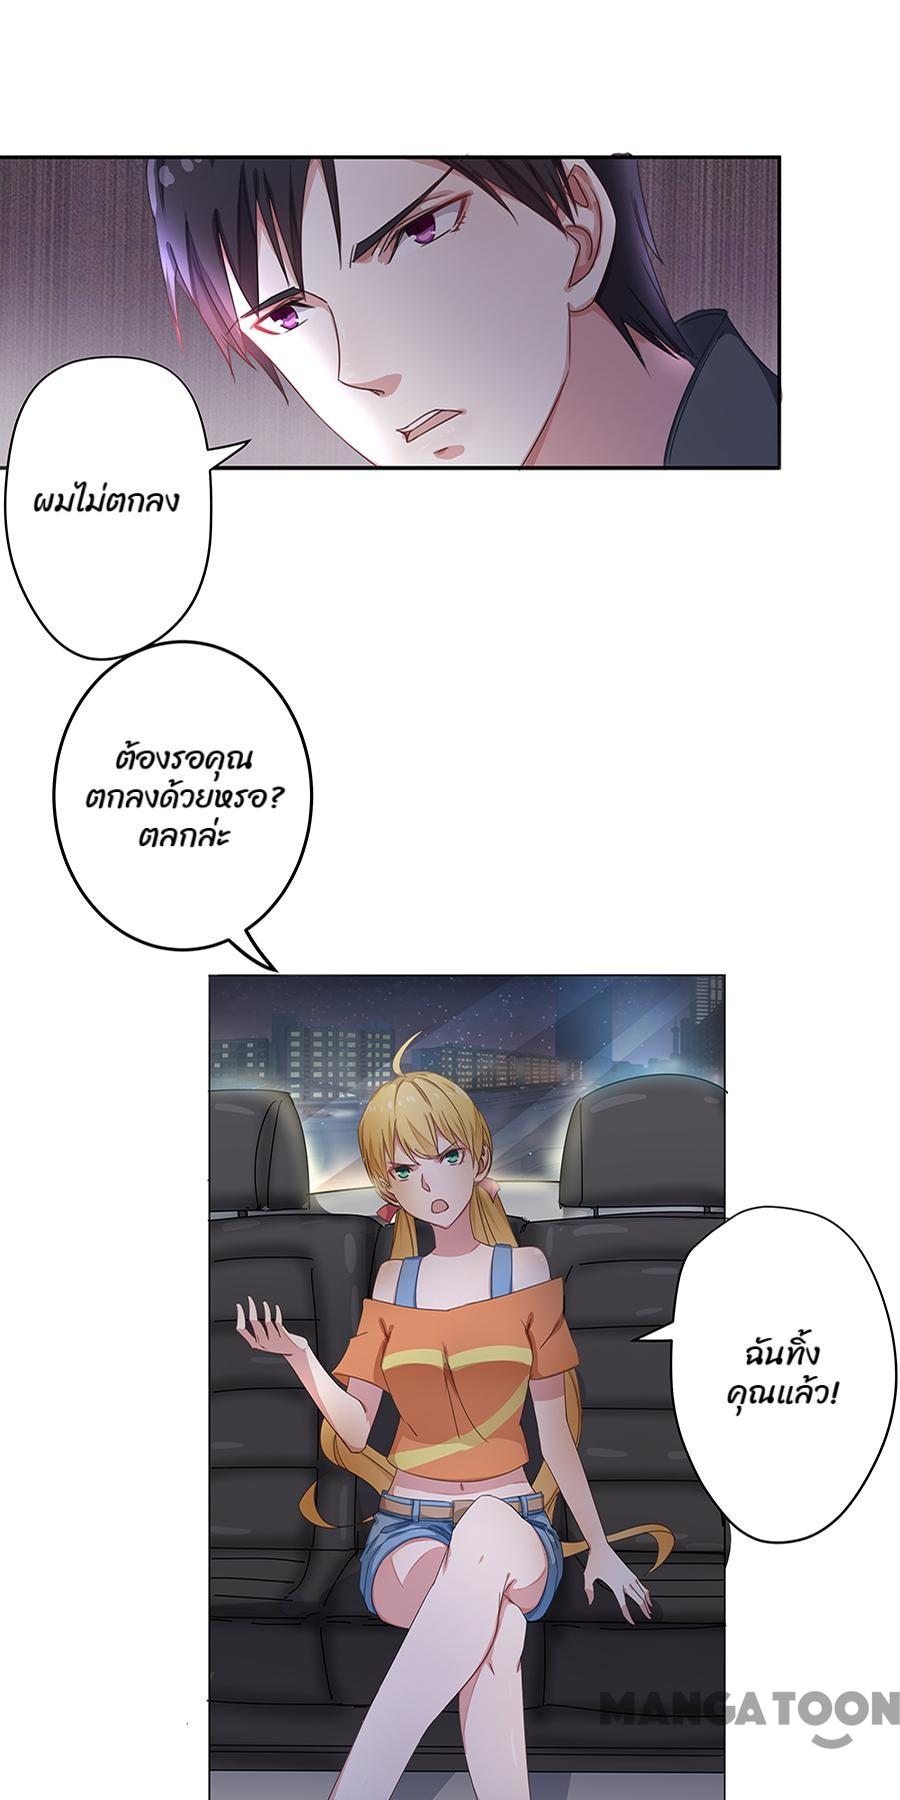 ผมไม่ตกลง
ต้องรอคุณ
ตกลงด้วยหรอ?
ตลกล่ะ
ฉันทิ้ง
คุณแล้ว!
MANGATOON